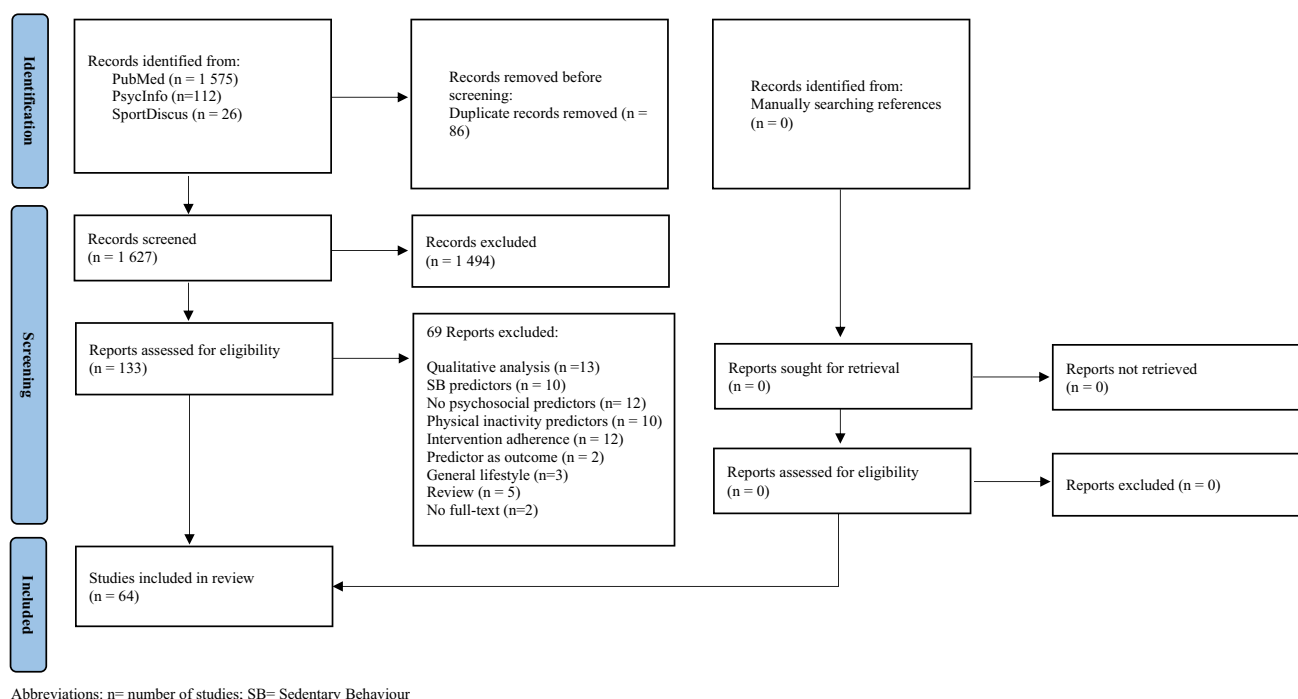 Identification
Records identified from:
PubMed (n = 1 575)
PsycInfo (n=112)
SportDiscus (n = 26)
Records removed before
screening:
Duplicate records removed (n =
86)
Records identified from:
Manually searching references
(n = 0)
Screening
Records screened
(n = 1 627)
Records excluded
(n = 1 494)
Reports assessed for eligibility
(n = 133)
69 Reports excluded:
Qualitative analysis (n =13)
SB predictors (n = 10)
No psychosocial predictors (n= 12)
Physical inactivity predictors (n = 10)
Intervention adherence (n = 12)
Predictor as outcome (n = 2)
General lifestyle (n=3)
Review (n = 5)
No full-text (n=2)
Reports sought for retrieval
(n = 0)
Reports not retrieved
(n = 0)
Reports assessed for eligibility
(n = 0)
Reports excluded (n = 0)
Included
Studies included in review
(n = 64)
Abbreviations: n= number of studies; SB= Sedentary Behaviour